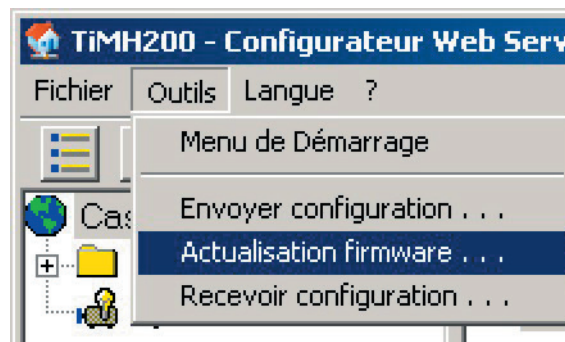 TiMH200 - Configurateur Web Serv
Fichier Outils Langue ?
Menu de Démarrage
Envoyer configuration . . .
Actualisation firmware . . .
Recevoir configuration . . .
Cas